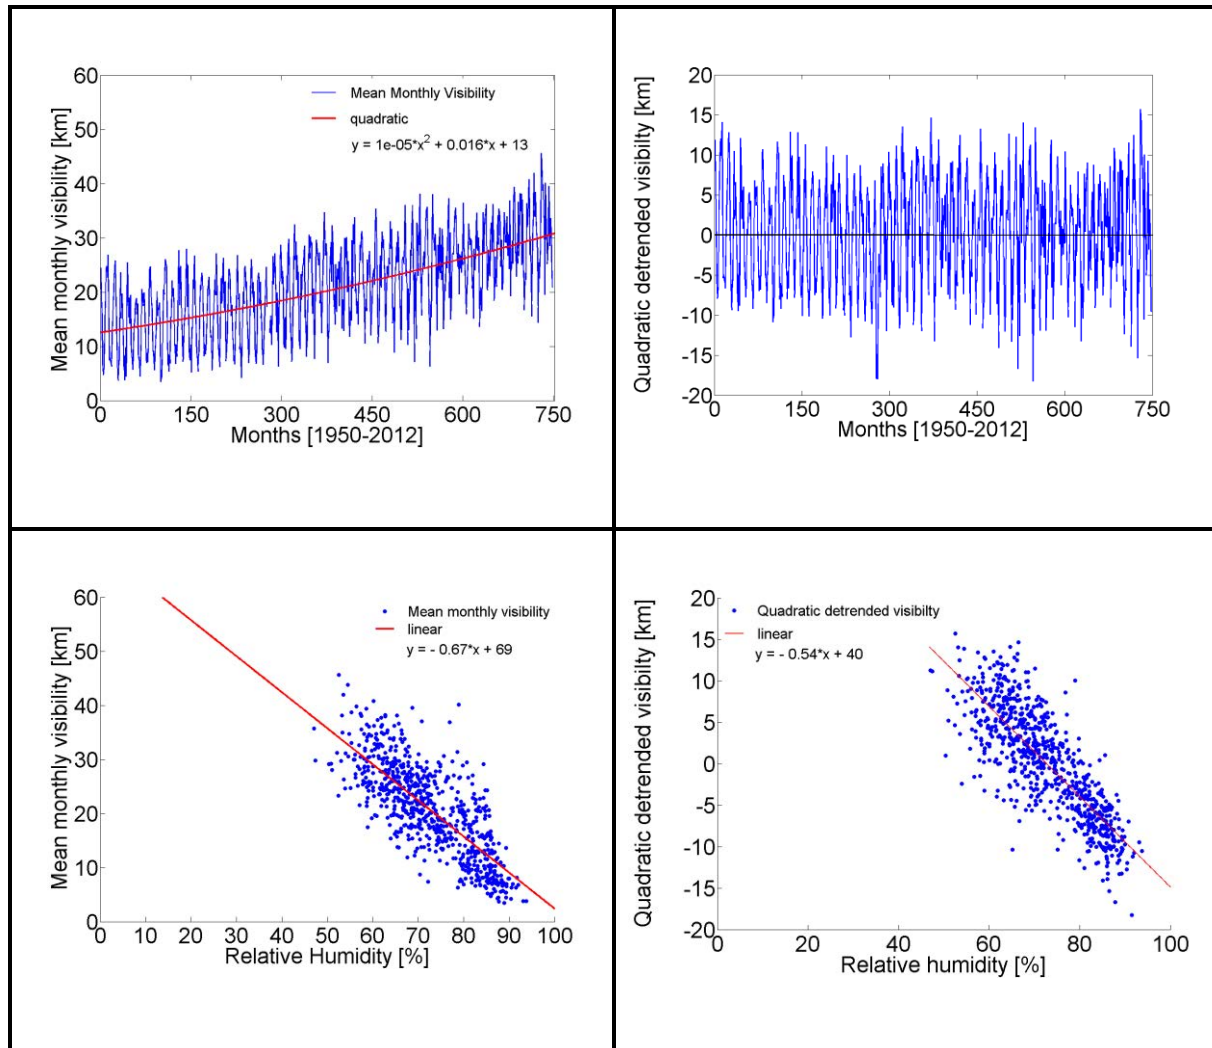 60
50
40
30
20
10
0
Mean monthly visibility [km]
Mean Monthly Visibility
quadratic
y = 1e-05*x² + 0.016*x + 13
0 150 300 450 600 750
Months [1950-2012]
20
15
10
5
0
-5
-10
-15
-20
Quadratic detrended visibilty [km]
0 150 300 450 600 750
Months [1950-2012]
60
50
40
30
20
10
0
Mean monthly visibility [km]
Mean monthly visibility
linear
y = - 0.67*x + 69
0 10 20 30 40 50 60 70 80 90 100
Relative Humidity [%]
20
15
10
5
0
-5
-10
-15
-20
Quadratic detrended visibilty [km]
Quadratic detrended visibilty
linear
y = - 0.54*x + 40
0 20 40 60 80 100
Relative humidity [%]